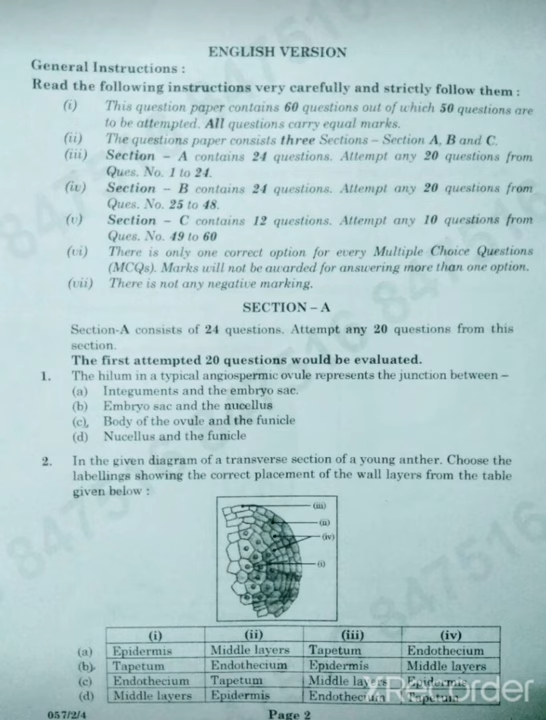 ENGLISH VERSION
General Instructions :
Read the following instructions very carefully and strictly follow them :
(i) This question paper contains 60 questions out of which 50 questions are
to be attempted. All questions carry equal marks.
(ii) The questions paper consists three Sections – Section A, B and C.
(iii) Section – A contains 24 questions. Attempt any 20 questions from
Ques. No. 1 to 24.
(iv) Section – B contains 24 questions. Attempt any 20 questions from
Ques. No. 25 to 48.
(v) Section – C contains 12 questions. Attempt any 10 questions from
Ques. No. 49 to 60
(vi) There is only one correct option for every Multiple Choice Questions
(MCQs). Marks will not be awarded for answering more than one option.
(vii) There is not any negative marking.
SECTION – A
Section-A consists of 24 questions. Attempt any 20 questions from this
section.
The first attempted 20 questions would be evaluated.
1. The hilum in a typical angiospermic ovule represents the junction between –
(a) Integuments and the embryo sac.
(b) Embryo sac and the nucellus
(c) Body of the ovule and the funicle
(d) Nucellus and the funicle
2. In the given diagram of a transverse section of a young anther. Choose the
labellings showing the correct placement of the wall layers from the table
given below :
(iii)
(ii)
(iv)
(i)
(i) (ii) (iii) (iv)
(a) Epidermis Middle layers Tapetum Endothecium
(b) Tapetum Endothecium Epidermis Middle layers
(c) Endothecium Tapetum Middle layers Epidermis
(d) Middle layers Epidermis Endothecium Tapetum
057/2/4 Page 2
XRecorder
847516